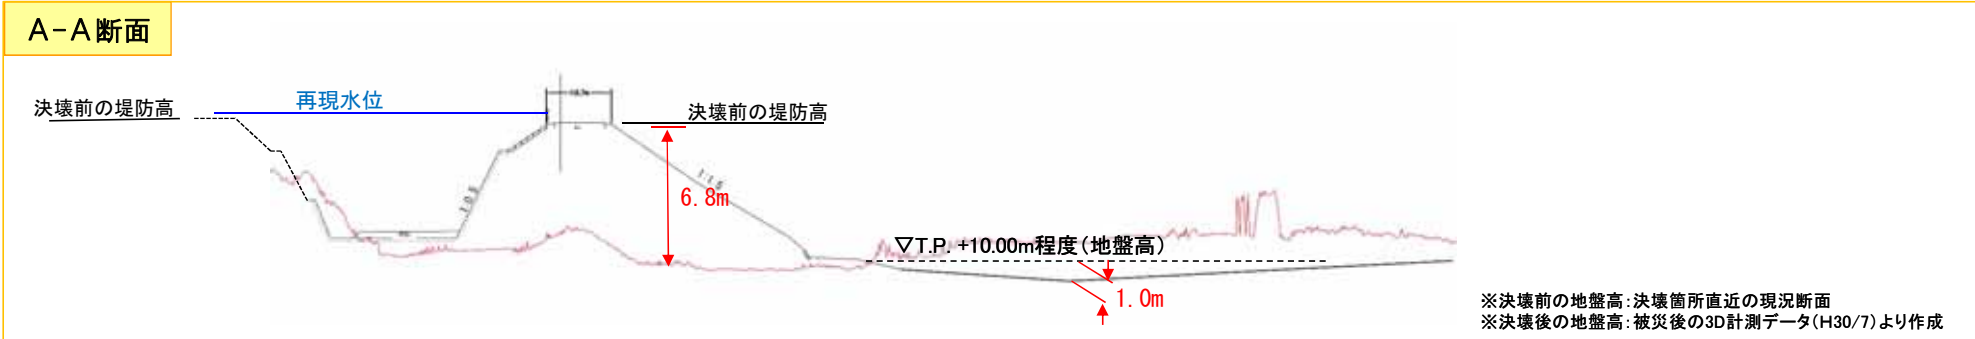 A-A断面
決壊前の堤防高
再現水位
決壊前の堤防高
6.8m
▽T.P. +10.00m程度(地盤高)
1.0m
※決壊前の地盤高:決壊箇所直近の現況断面
※決壊後の地盤高:被災後の3D計測データ(H30/7)より作成